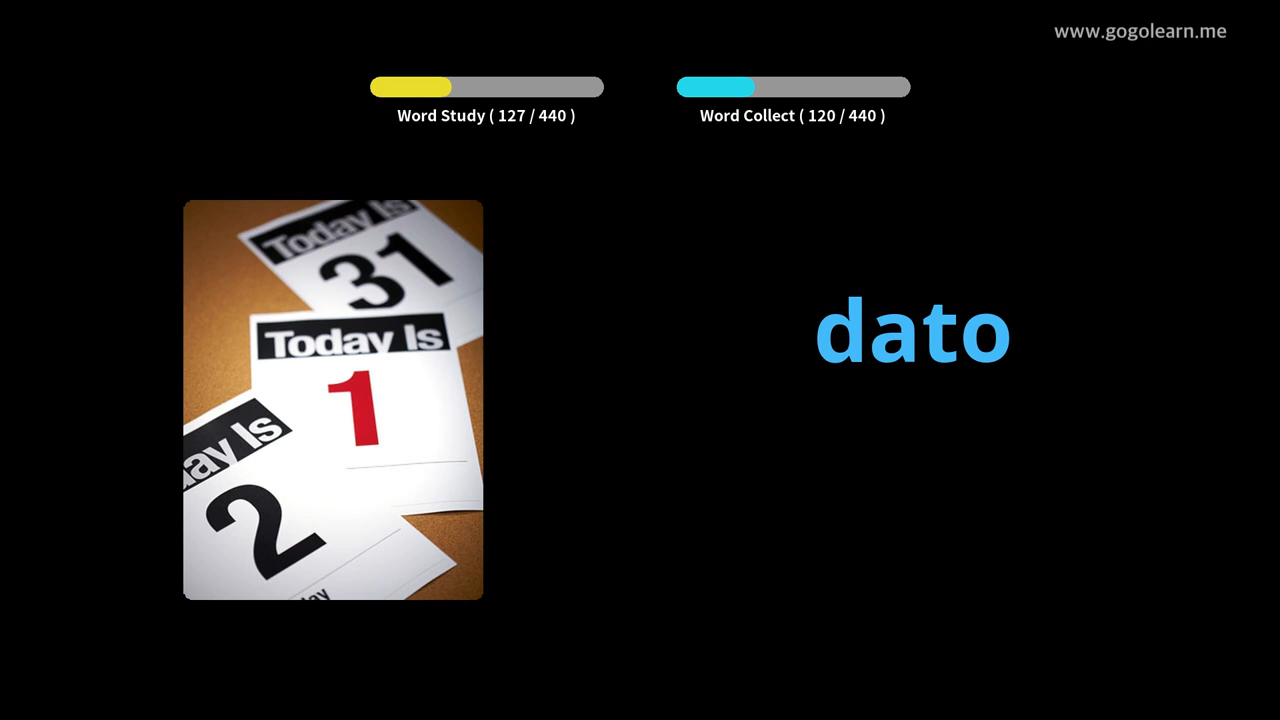 www.gogolearn.me
Word Study ( 127 / 440 )
Word Collect ( 120 / 440 )
Today Is
31
Today Is
1
day Is
2
dato